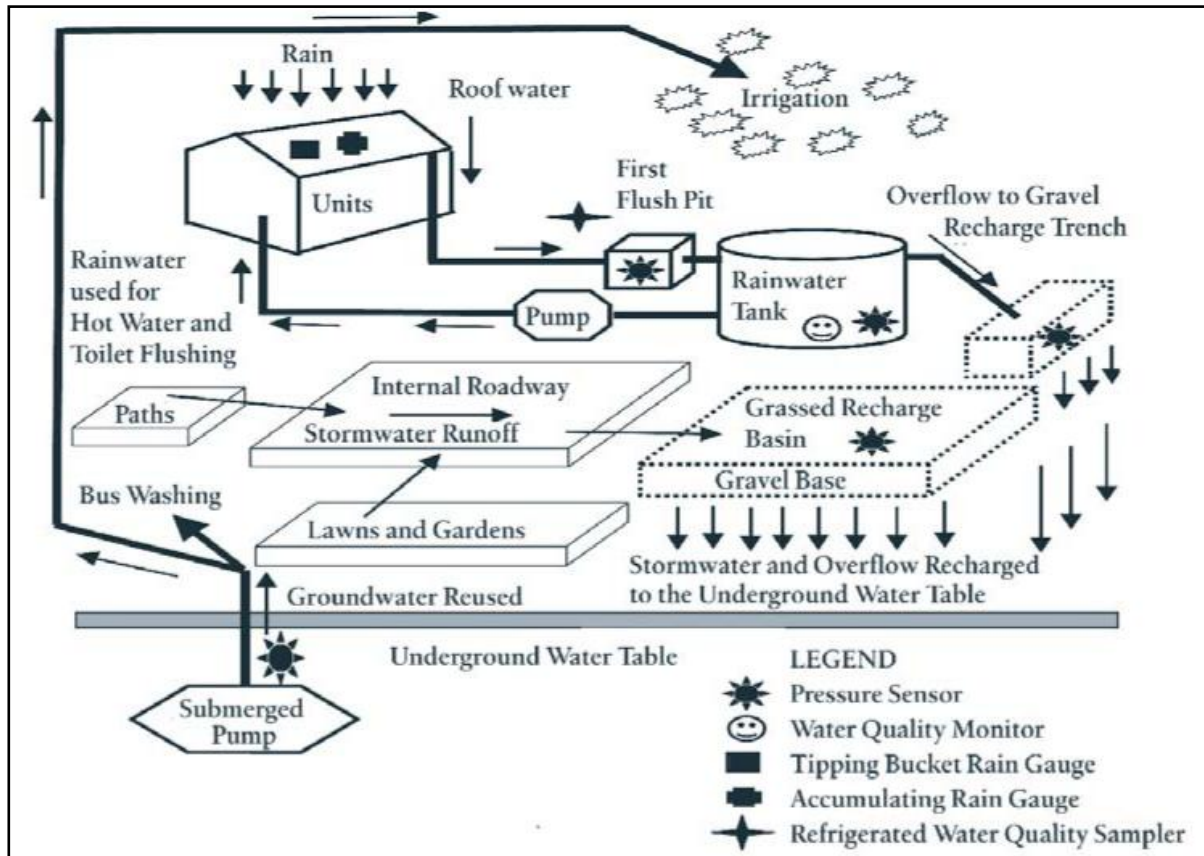 Rain
Roof water
Irrigation
Units
First
Flush Pit
Overflow to Gravel
Recharge Trench
Rainwater
used for
Hot Water and
Toilet Flushing
Rainwater
Tank
Pump
Paths
Internal Roadway
Stormwater Runoff
Grassed Recharge
Basin
Gravel Base
Bus Washing
Lawns and Gardens
Stormwater and Overflow Recharged
to the Underground Water Table
Groundwater Reused
Underground Water Table
Submerged
Pump
LEGEND
Pressure Sensor
Water Quality Monitor
Tipping Bucket Rain Gauge
Accumulating Rain Gauge
Refrigerated Water Quality Sampler